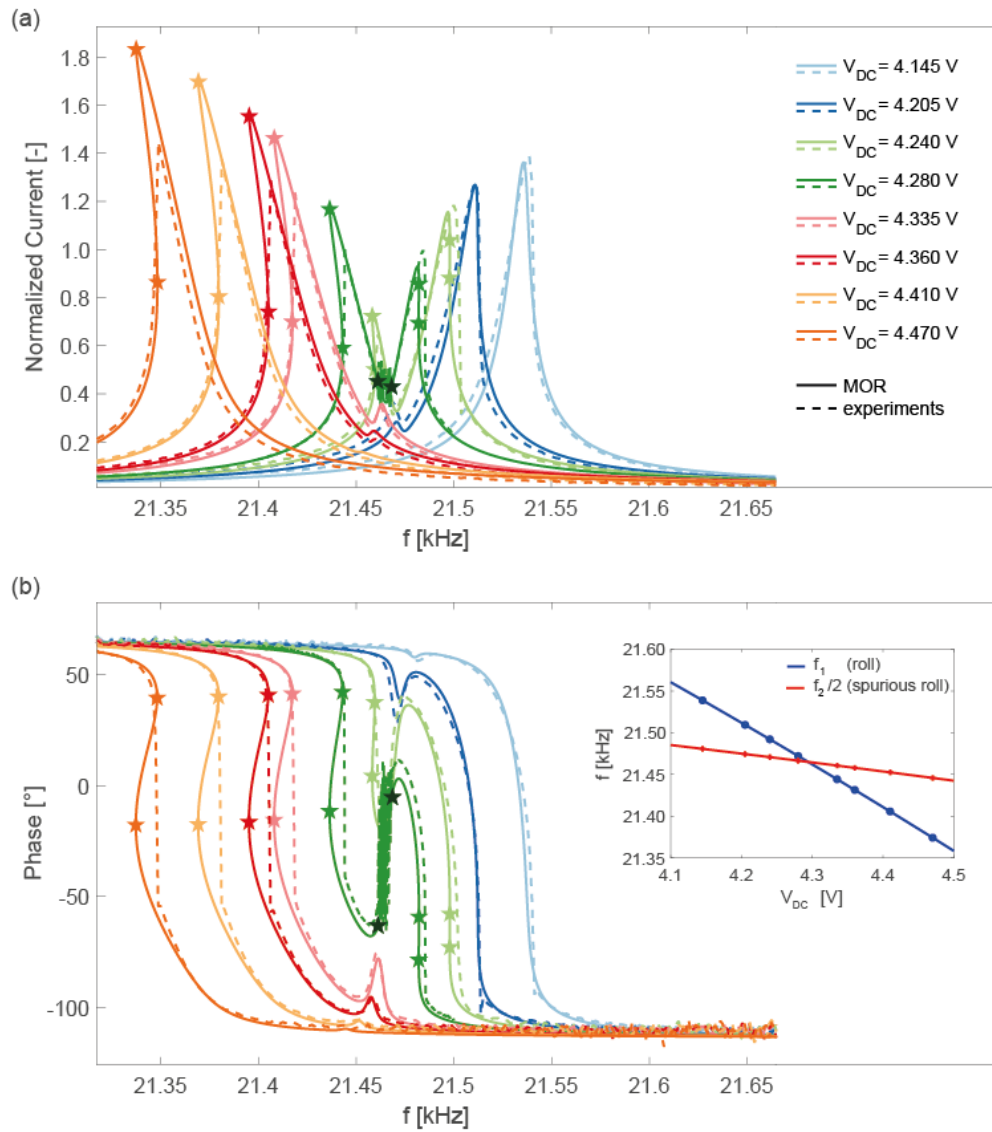 (a)
Normalized Current [-]
1.8
1.6
1.4
1.2
1.0
0.8
0.6
0.4
0.2
21.35 21.4 21.45 21.5 21.55 21.6 21.65
f [kHz]
V_DC = 4.145 V
V_DC = 4.205 V
V_DC = 4.240 V
V_DC = 4.280 V
V_DC = 4.335 V
V_DC = 4.360 V
V_DC = 4.410 V
V_DC = 4.470 V
MOR
experiments
(b)
Phase [°]
50
0
-50
-100
21.35 21.4 21.45 21.5 21.55 21.6 21.65
f [kHz]
f [kHz]
21.60
21.55
21.50
21.45
21.40
21.35
f_1 (roll)
f_2/2 (spurious roll)
4.1 4.2 4.3 4.4 4.5
V_DC [V]